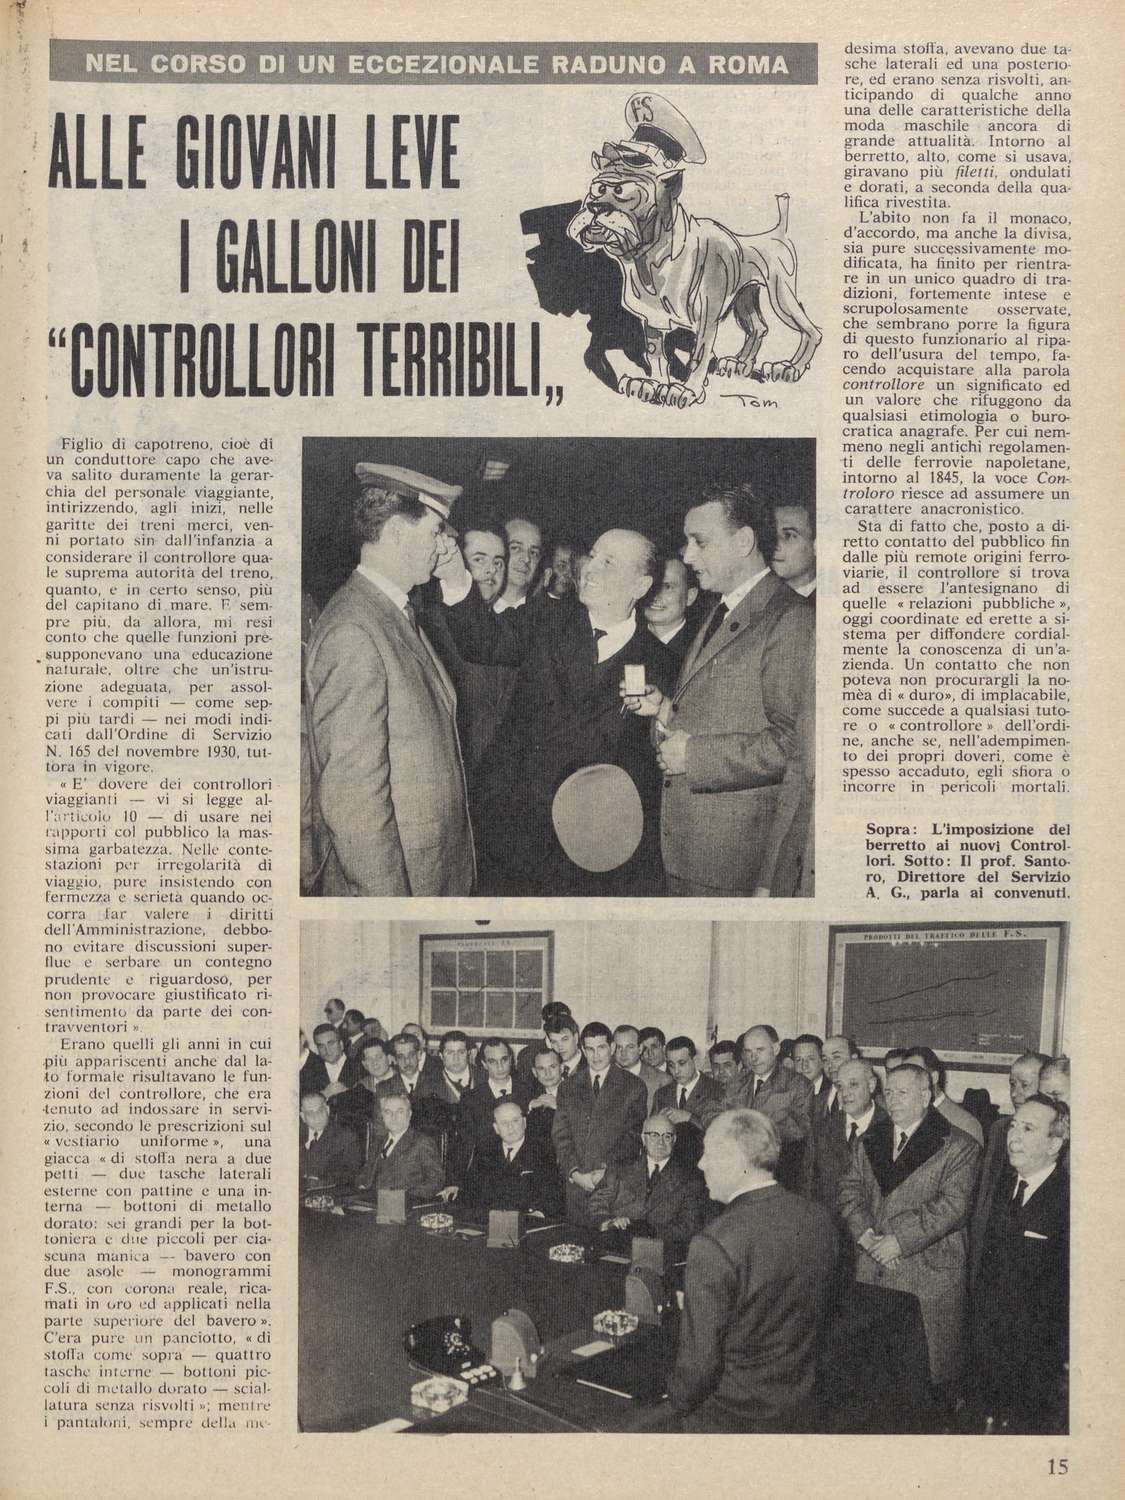 NEL CORSO DI UN ECCEZIONALE RADUNO A ROMA
ALLE GIOVANI LEVE
I GALLONI DEI
“CONTROLLORI TERRIBILI„
FS
Tom
Figlio di capotreno, cioè di
un conduttore capo che ave-
va salito duramente la gerar-
chia del personale viaggiante,
intirizzendo, agli inizi, nelle
garitte dei treni merci, ven-
ni portato sin dall'infanzia a
considerare il controllore qua-
le suprema autorità del treno,
quanto, e in certo senso, più
del capitano di mare. E sem-
pre più, da allora, mi resi
conto che quelle funzioni pre-
supponevano una educazione
naturale, oltre che un'istru-
zione adeguata, per assol-
vere i compiti — come sep-
pi più tardi — nei modi indi-
cati dall'Ordine di Servizio
N. 165 del novembre 1930, tut-
tora in vigore.
« E' dovere dei controllori
viaggianti — vi si legge al-
l'articolo 10 — di usare nei
rapporti col pubblico la mas-
sima garbatezza. Nelle conte-
stazioni per irregolarità di
viaggio, pure insistendo con
fermezza e serietà quando oc-
corra far valere i diritti
dell'Amministrazione, debbo-
no evitare discussioni super-
flue e serbare un contegno
prudente e riguardoso, per
non provocare giustificato ri-
sentimento da parte dei con-
travventori ».
Erano quelli gli anni in cui
più appariscenti anche dal la-
to formale risultavano le fun-
zioni del controllore, che era
tenuto ad indossare in servi-
zio, secondo le prescrizioni sul
« vestiario uniforme », una
giacca « di stoffa nera a due
petti — due tasche laterali
esterne con pattine e una in-
terna — bottoni di metallo
dorato: sei grandi per la bot-
toniera e due piccoli per cia-
scuna manica — bavero con
due asole — monogrammi
F.S., con corona reale, rica-
mati in oro ed applicati nella
parte superiore del bavero ».
C'era pure un panciotto, « di
stoffa come sopra — quattro
tasche interne — bottoni pic-
coli di metallo dorato — scial-
latura senza risvolti »; mentre
i pantaloni, sempre della me-
desima stoffa, avevano due ta-
sche laterali ed una posterio-
re, ed erano senza risvolti, an-
ticipando di qualche anno
una delle caratteristiche della
moda maschile ancora di
grande attualità. Intorno al
berretto, alto, come si usava,
giravano più filetti, ondulati
e dorati, a seconda della qua-
lifica rivestita.
L'abito non fa il monaco,
d'accordo, ma anche la divisa,
sia pure successivamente mo-
dificata, ha finito per rientra-
re in un unico quadro di tra-
dizioni, fortemente intese e
scrupolosamente osservate,
che sembrano porre la figura
di questo funzionario al ripa-
ro dell'usura del tempo, fa-
cendo acquistare alla parola
controllore un significato ed
un valore che rifuggono da
qualsiasi etimologia o buro-
cratica anagrafe. Per cui nem-
meno negli antichi regolamen-
ti delle ferrovie napoletane,
intorno al 1845, la voce Con-
troloro riesce ad assumere un
carattere anacronistico.
Sta di fatto che, posto a di-
retto contatto del pubblico fin
dalle più remote origini ferro-
viarie, il controllore si trova
ad essere l'antesignano di
quelle « relazioni pubbliche »,
oggi coordinate ed erette a si-
stema per diffondere cordial-
mente la conoscenza di un'a-
zienda. Un contatto che non
poteva non procurargli la no-
mèa di « duro», di implacabile,
come succede a qualsiasi tuto-
re o « controllore » dell'ordi-
ne, anche se, nell'adempimen-
to dei propri doveri, come è
spesso accaduto, egli sfiora o
incorre in pericoli mortali.
Sopra: L'imposizione del
berretto ai nuovi Control-
lori. Sotto: Il prof. Santo-
ro, Direttore del Servizio
A. G., parla ai convenuti.
PRODOTTI DEL TRAFFICO DELLE F.S.
15